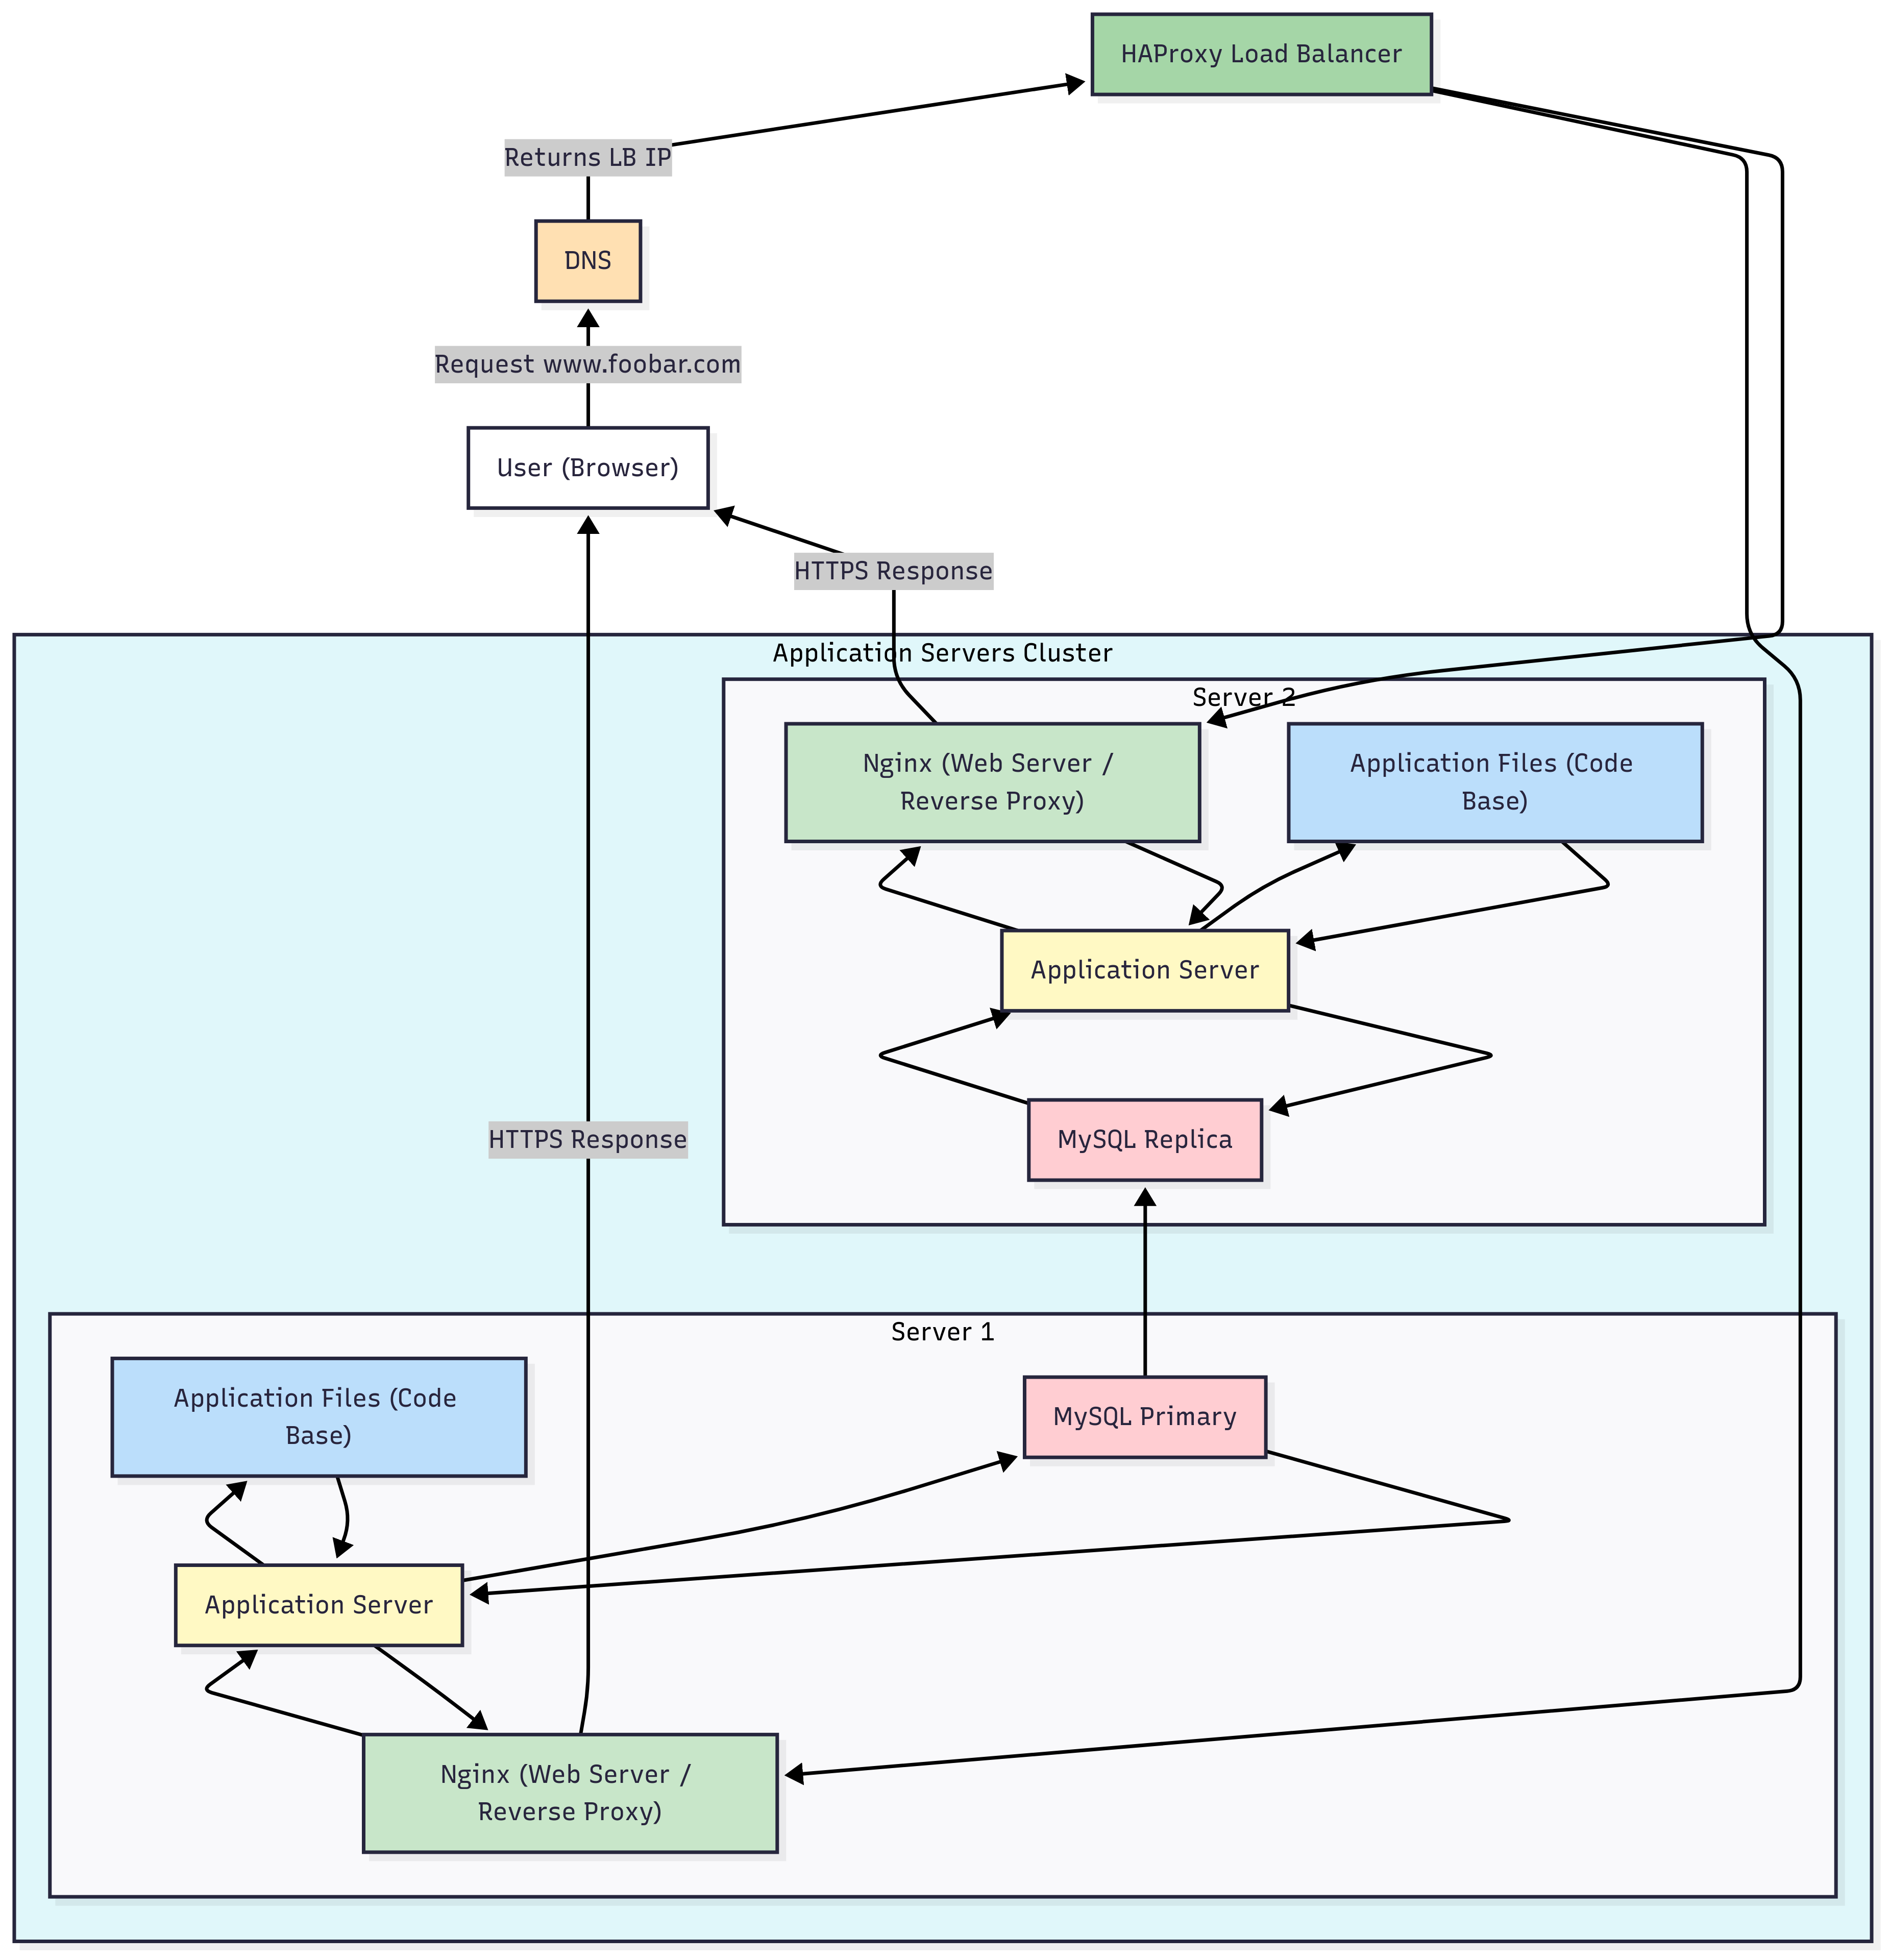 HAProxy Load Balancer
Returns LB IP
DNS
Request www.foobar.com
User (Browser)
HTTPS Response
Application Servers Cluster
Server 2
Nginx (Web Server /
Reverse Proxy)
Application Files (Code
Base)
Application Server
MySQL Replica
HTTPS Response
Server 1
Application Files (Code
Base)
MySQL Primary
Application Server
Nginx (Web Server /
Reverse Proxy)